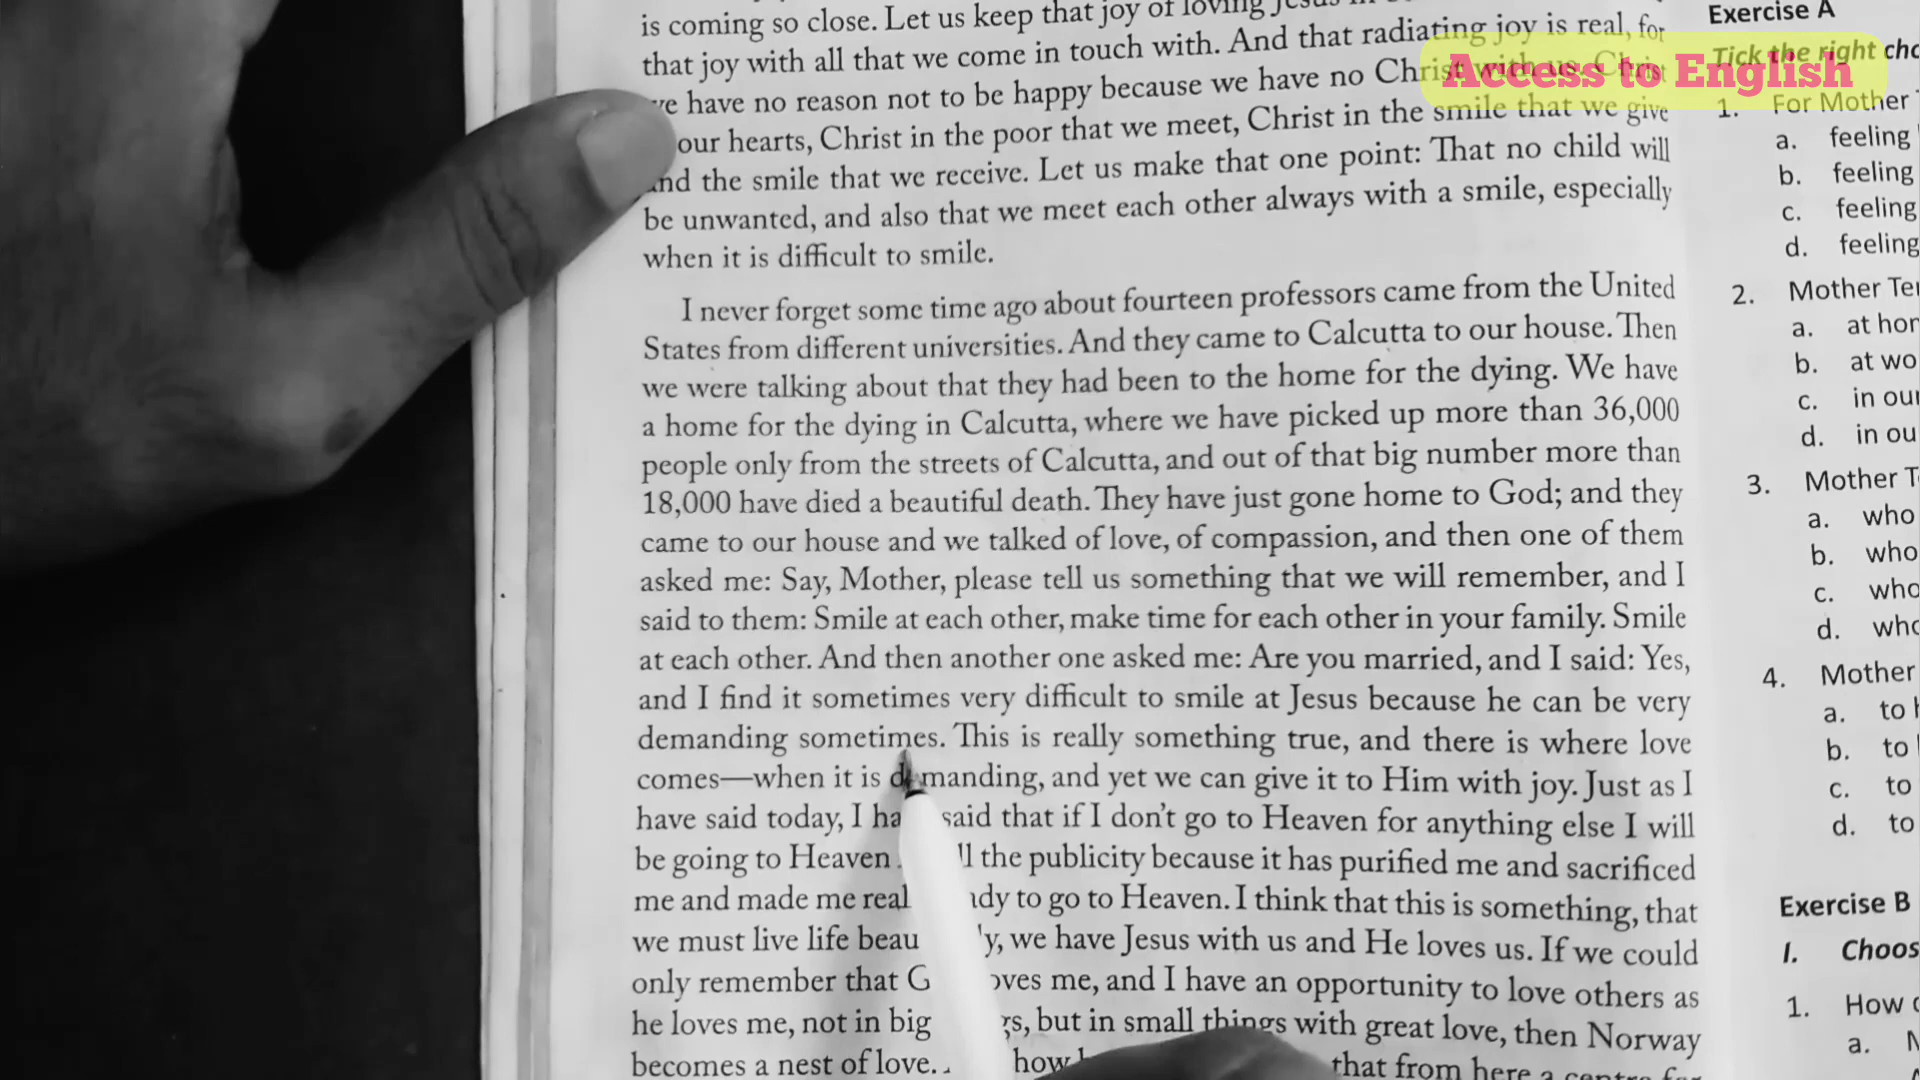 is coming so close. Let us keep that joy of loving Jesus in
that joy with all that we come in touch with. And that radiating joy is real, for
we have no reason not to be happy because we have no Christ with us. Christ
our hearts, Christ in the poor that we meet, Christ in the smile that we give
and the smile that we receive. Let us make that one point: That no child will
be unwanted, and also that we meet each other always with a smile, especially
when it is difficult to smile.
I never forget some time ago about fourteen professors came from the United
States from different universities. And they came to Calcutta to our house. Then
we were talking about that they had been to the home for the dying. We have
a home for the dying in Calcutta, where we have picked up more than 36,000
people only from the streets of Calcutta, and out of that big number more than
18,000 have died a beautiful death. They have just gone home to God; and they
came to our house and we talked of love, of compassion, and then one of them
asked me: Say, Mother, please tell us something that we will remember, and I
said to them: Smile at each other, make time for each other in your family. Smile
at each other. And then another one asked me: Are you married, and I said: Yes,
and I find it sometimes very difficult to smile at Jesus because he can be very
demanding sometimes. This is really something true, and there is where love
comes—when it is demanding, and yet we can give it to Him with joy. Just as I
have said today, I ha said that if I don't go to Heaven for anything else I will
be going to Heaven ll the publicity because it has purified me and sacrificed
me and made me real ady to go to Heaven. I think that this is something, that
we must live life beau y, we have Jesus with us and He loves us. If we could
only remember that G oves me, and I have an opportunity to love others as
he loves me, not in big gs, but in small things with great love, then Norway
becomes a nest of love. how that from here a centre for
Access to English
Exercise A
Tick the right cho
1. For Mother
a. feeling
b. feeling
c. feeling
d. feeling
2. Mother Ter
a. at hor
b. at wo
c. in our
d. in ou
3. Mother T
a. who
b. who
c. who
d. who
4. Mother
a. to
b. to
c. to
d. to
Exercise B
I. Choos
1. How
a.